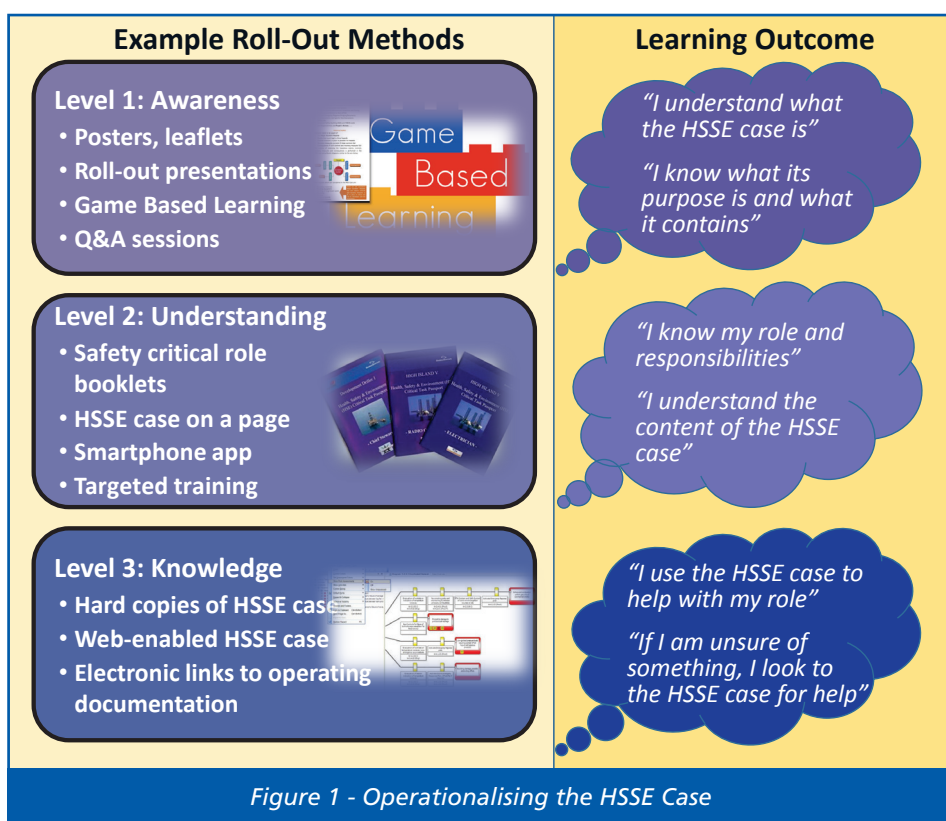 Example Roll-Out Methods
Learning Outcome
Level 1: Awareness
• Posters, leaflets
• Roll-out presentations
• Game Based Learning
• Q&A sessions
Game
Based
Learning
“I understand what
the HSSE case is”
“I know what its
purpose is and what
it contains”
Level 2: Understanding
• Safety critical role
booklets
• HSSE case on a page
• Smartphone app
• Targeted training
HIGH ISLAND V
- ELECTRICIAN
“I know my role and
responsibilities”
“I understand the
content of the HSSE
case”
Level 3: Knowledge
• Hard copies of HSSE case
• Web-enabled HSSE case
• Electronic links to operating
documentation
“I use the HSSE case to
help with my role”
“If I am unsure of
something, I look to
the HSSE case for help”
Figure 1 - Operationalising the HSSE Case